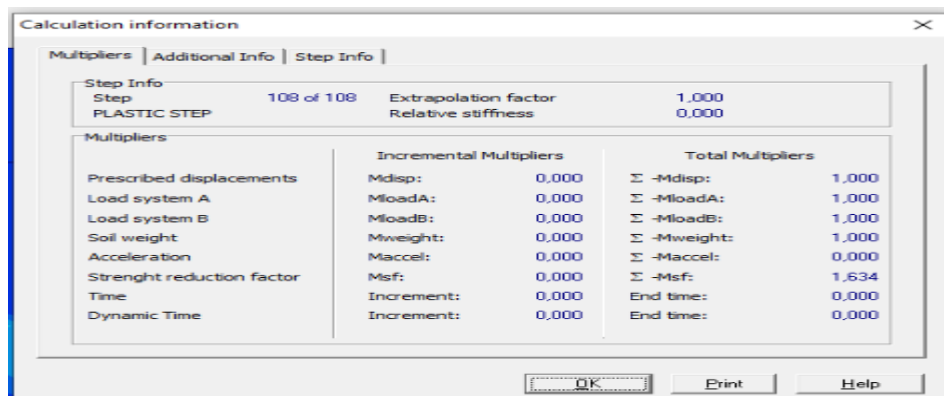 Calculation information
Multipliers Additional Info Step Info
Step Info
Step 108 of 108 Extrapolation factor 1,000
PLASTIC STEP Relative stiffness 0,000
Multipliers
Incremental Multipliers Total Multipliers
Prescribed displacements Mdisp: 0,000 Σ -Mdisp: 1,000
Load system A MloadA: 0,000 Σ -MloadA: 1,000
Load system B MloadB: 0,000 Σ -MloadB: 1,000
Soil weight Mweight: 0,000 Σ -Mweight: 1,000
Acceleration Maccel: 0,000 Σ -Maccel: 0,000
Strenght reduction factor Msf: 0,000 Σ -Msf: 1,634
Time Increment: 0,000 End time: 0,000
Dynamic Time Increment: 0,000 End time: 0,000
OK Print Help